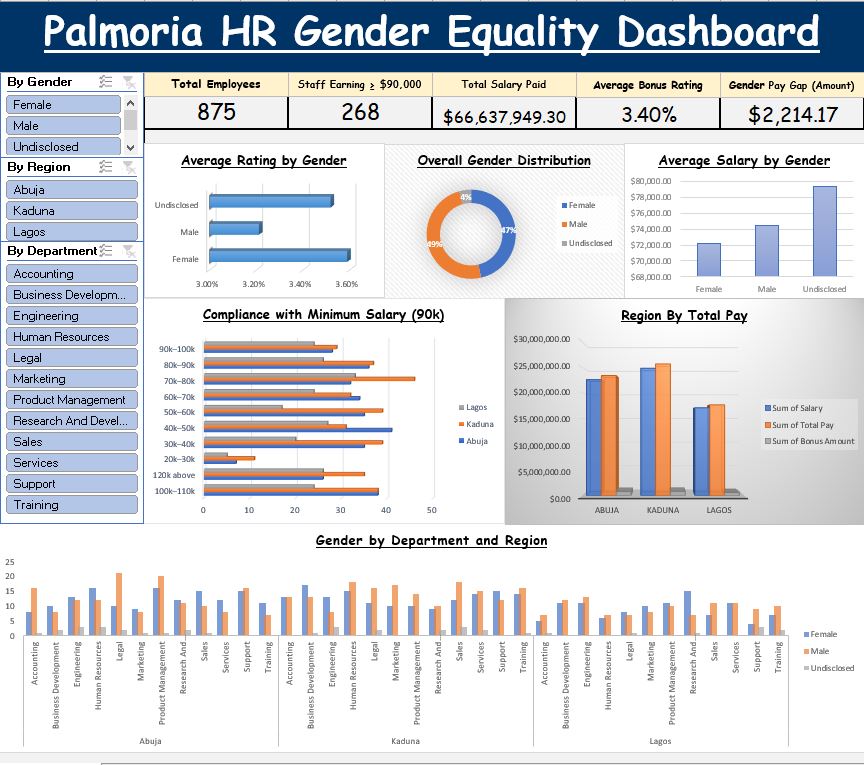 Palmoria HR Gender Equality Dashboard
By Gender
Female
Male
Undisclosed
By Region
Abuja
Kaduna
Lagos
By Department
Accounting
Business Developm...
Engineering
Human Resources
Legal
Marketing
Product Management
Research And Devel...
Sales
Services
Support
Training
Total Employees
875
Staff Earning ≥ $90,000
268
Total Salary Paid
$66,637,949.30
Average Bonus Rating
3.40%
Gender Pay Gap (Amount)
$2,214.17
Average Rating by Gender
Undisclosed
Male
Female
3.00% 3.20% 3.40% 3.60%
Overall Gender Distribution
4%
47%
49%
Female
Male
Undisclosed
Average Salary by Gender
$80,000.00
$78,000.00
$76,000.00
$74,000.00
$72,000.00
$70,000.00
$68,000.00
Female Male Undisclosed
Compliance with Minimum Salary (90k)
90k–100k
80k–90k
70k–80k
60k–70k
50k–60k
40k–50k
30k–40k
20k–30k
120k above
100k–110k
0 10 20 30 40 50
Lagos
Kaduna
Abuja
Region By Total Pay
$30,000,000.00
$25,000,000.00
$20,000,000.00
$15,000,000.00
$10,000,000.00
$5,000,000.00
$0.00
ABUJA KADUNA LAGOS
Sum of Salary
Sum of Total Pay
Sum of Bonus Amount
Gender by Department and Region
25
20
15
10
5
0
Accounting
Business Development
Engineering
Human Resources
Legal
Marketing
Product Management
Research And
Sales
Services
Support
Training
Abuja
Accounting
Business Development
Engineering
Human Resources
Legal
Marketing
Product Management
Research And
Sales
Services
Support
Training
Kaduna
Accounting
Business Development
Engineering
Human Resources
Legal
Marketing
Product Management
Research And
Sales
Services
Support
Training
Lagos
Female
Male
Undisclosed